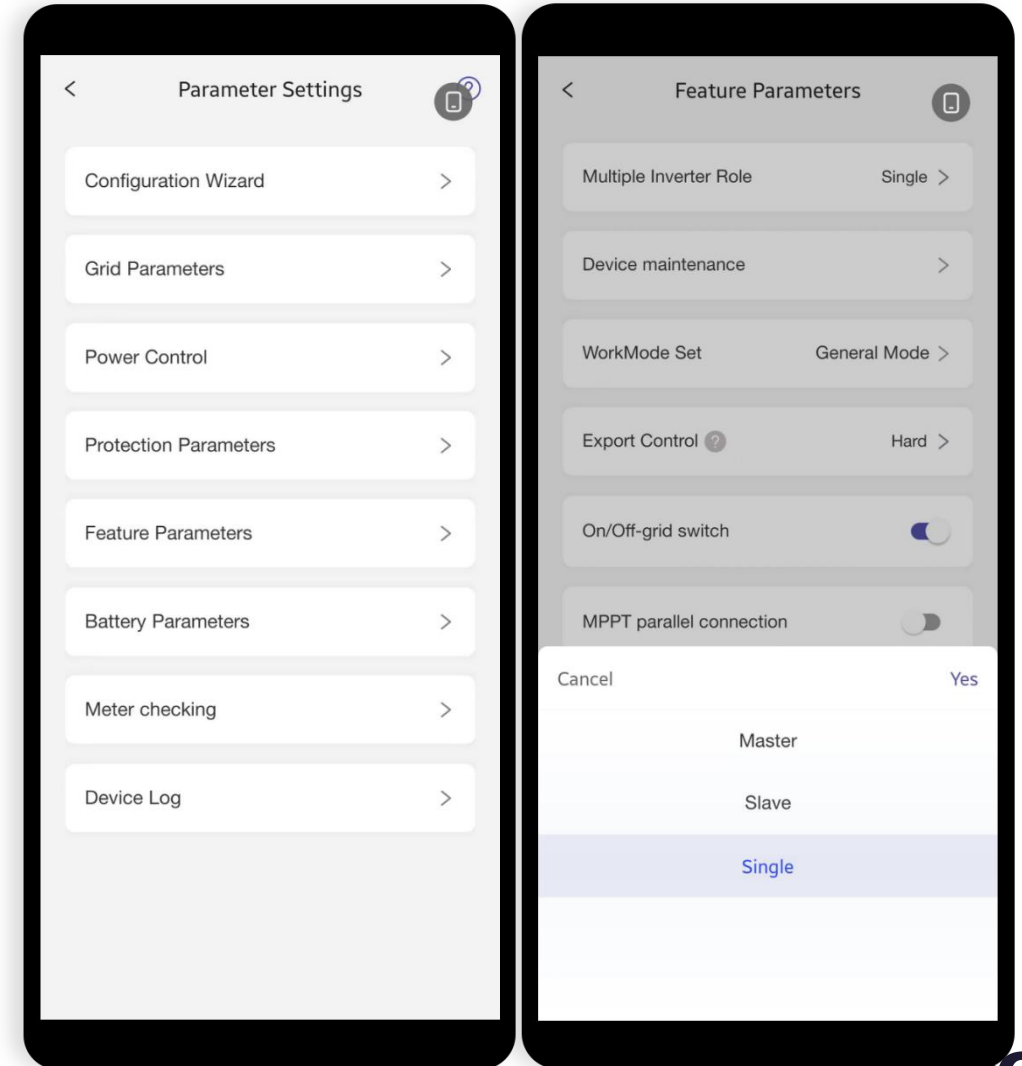 Parameter Settings
Configuration Wizard
Grid Parameters
Power Control
Protection Parameters
Feature Parameters
Battery Parameters
Meter checking
Device Log
Feature Parameters
Multiple Inverter Role Single
Device maintenance
WorkMode Set General Mode
Export Control ? Hard
On/Off-grid switch
MPPT parallel connection
Cancel Yes
Master
Slave
Single